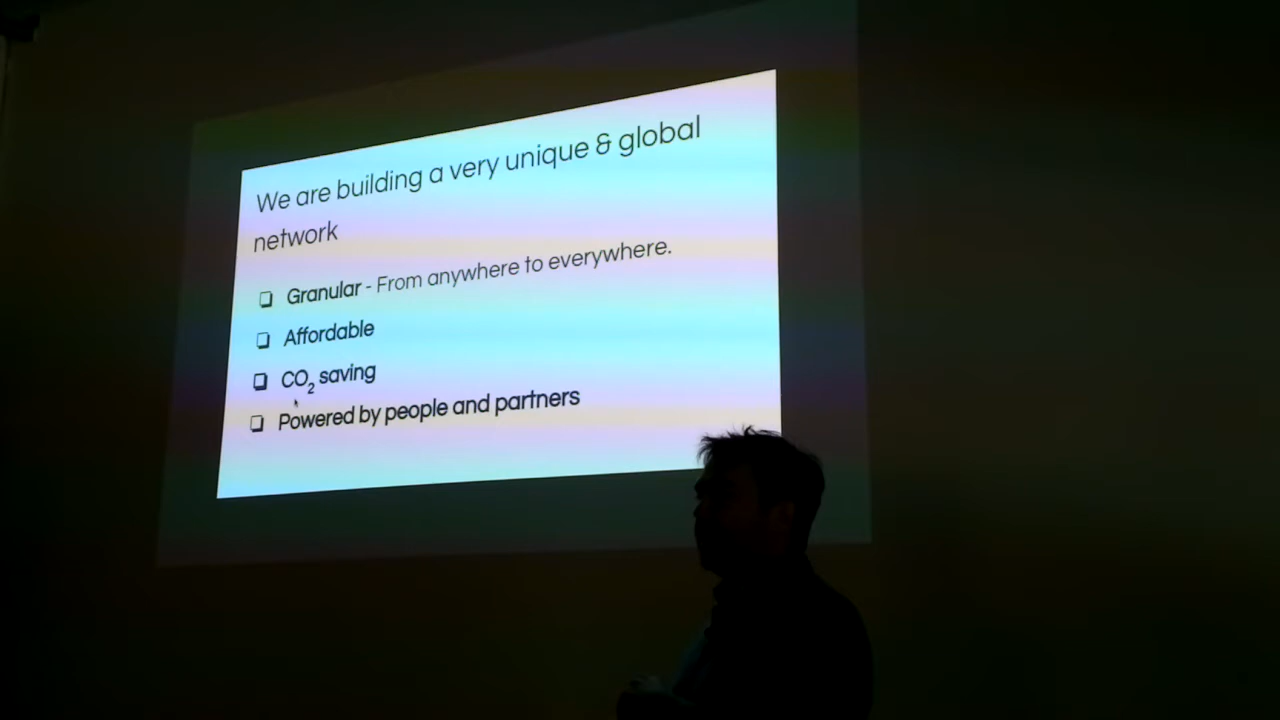 We are building a very unique & global
network
Granular - From anywhere to everywhere.
Affordable
CO₂ saving
Powered by people and partners